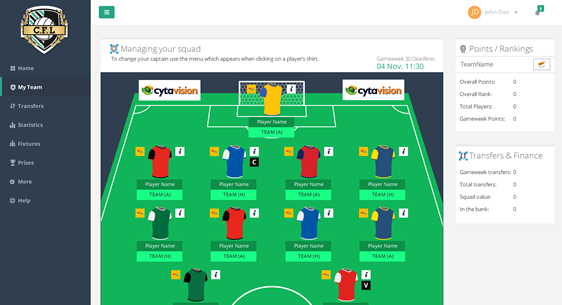 CFL
Home
My Team
Transfers
Statistics
Fixtures
Prizes
More
Help
JD
John Doe
Managing your squad
To change your captain use the menu which appears when clicking on a player's shirt.
Gameweek 30 Deadline:
04 Nov. 11:30
cytavision
cytavision
i
Player Name
TEAM (A)
i i i i
C
Player Name Player Name Player Name Player Name
TEAM (A) TEAM (H) TEAM (A) TEAM (H)
i i i i
Player Name Player Name Player Name Player Name
TEAM (H) TEAM (A) TEAM (H) TEAM (A)
i i
V
Points / Rankings
TeamName
Overall Points: 0
Overall Rank: 0
Total Players: 0
Gameweek Points: 0
Transfers & Finance
Gameweek transfers: 0
Total transfers: 0
Squad value: 0
In the bank: 0